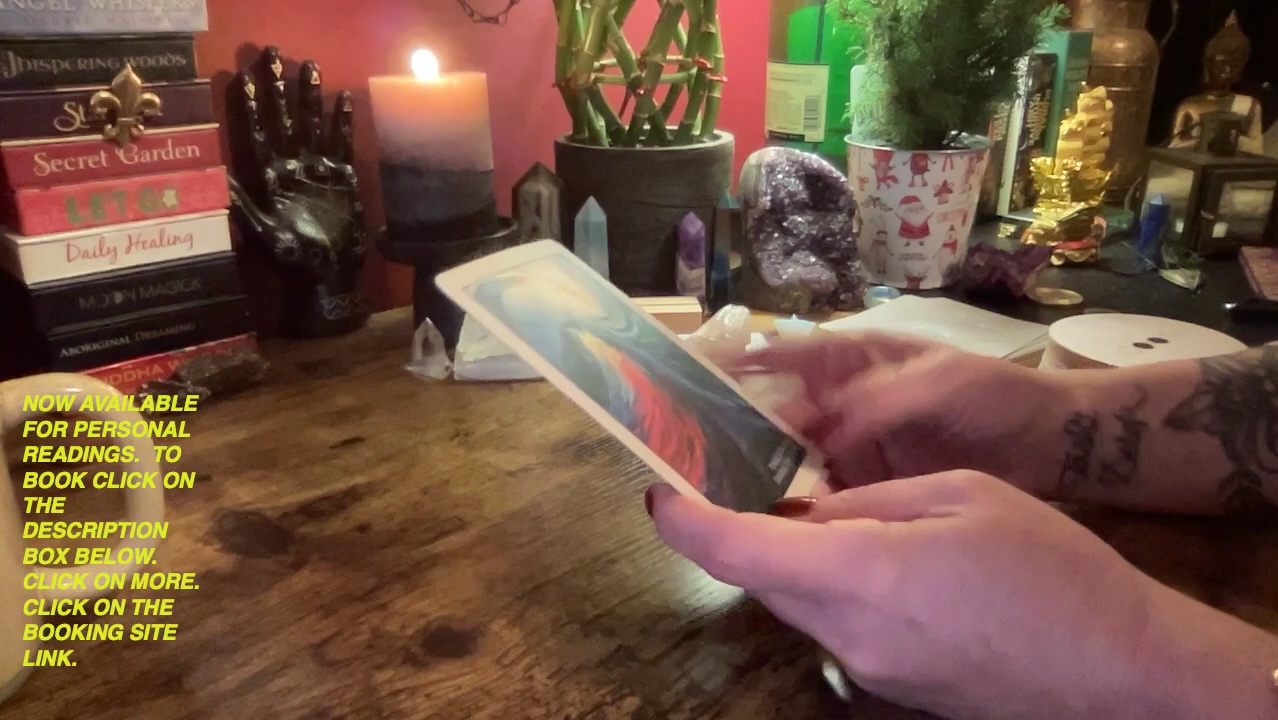 ANGEL WHISPERS
WHISPERING WOODS
Secret Garden
LET GO
Daily Healing
MOON MAGICK
ABORIGINAL DREAMING
BUDDHA
NOW AVAILABLE
FOR PERSONAL
READINGS. TO
BOOK CLICK ON
THE
DESCRIPTION
BOX BELOW.
CLICK ON MORE.
CLICK ON THE
BOOKING SITE
LINK.